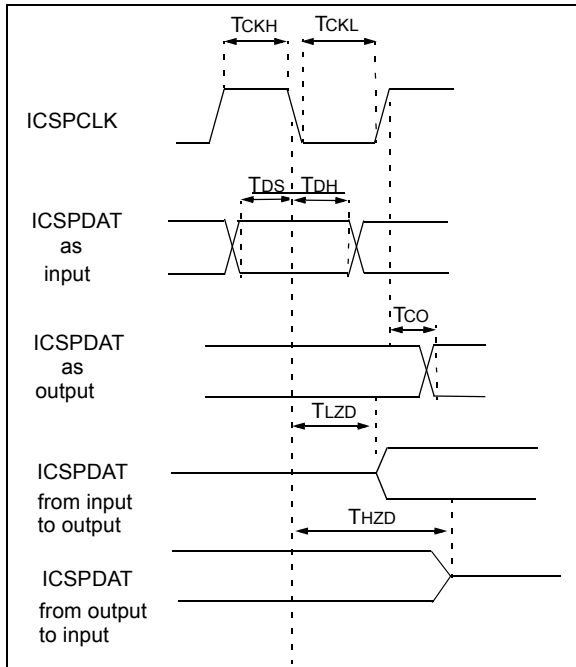 TCKH TCKL
ICSPCLK
TDS TDH
ICSPDAT
as
input
TCO
ICSPDAT
as
output
TLZD
ICSPDAT
from input
to output
THZD
ICSPDAT
from output
to input